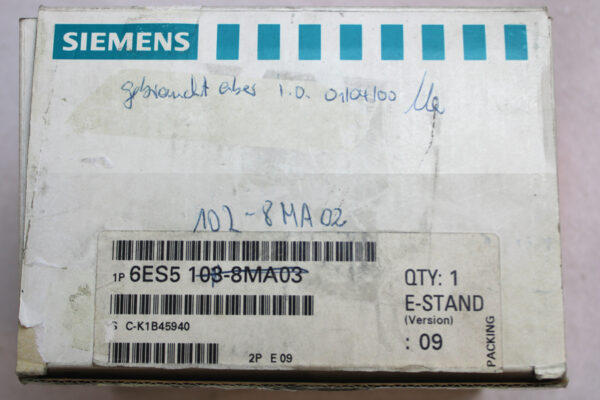 SIEMENS
gebraucht aber i.O. 01/04/00
102-8MA02
1P 6ES5 103-8MA03
QTY: 1
E-STAND
(Version)
: 09
S C-K1B45940
2P E 09
PACKING